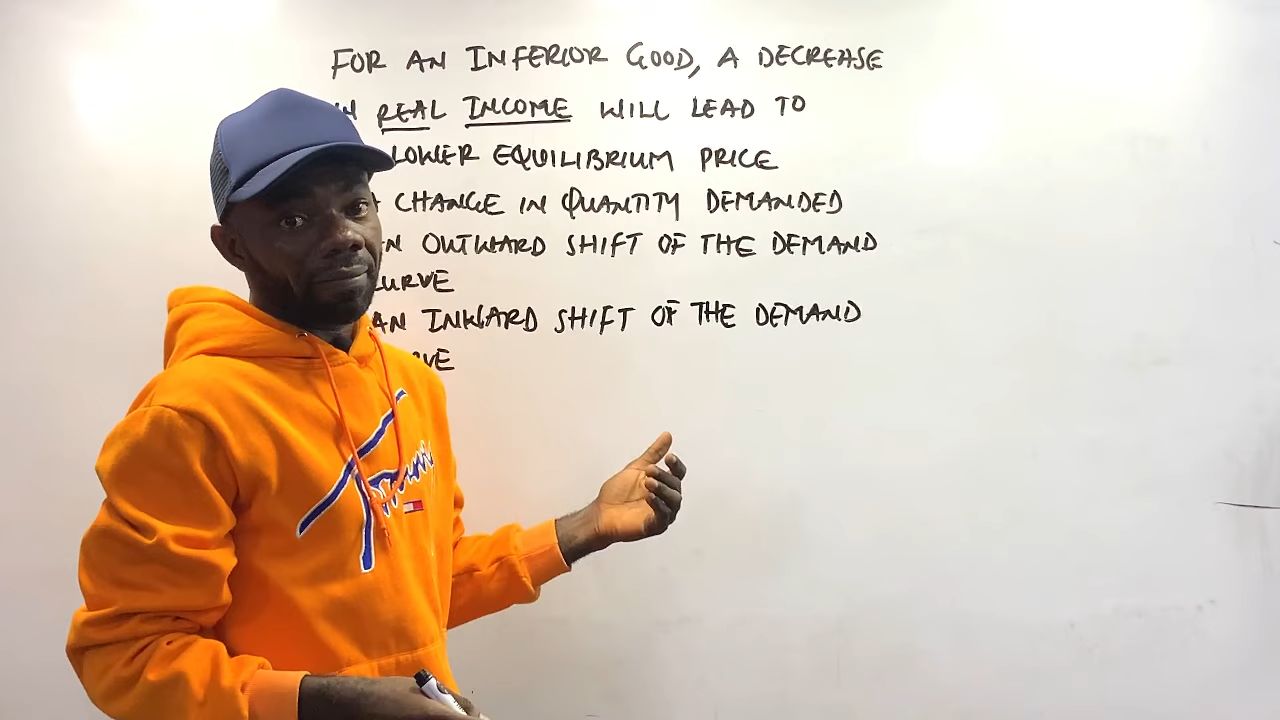 FOR AN INFERIOR GOOD, A DECREASE
REAL INCOME WILL LEAD TO
LOWER EQUILIBRIUM PRICE
CHANGE IN QUANTITY DEMANDED
OUTWARD SHIFT OF THE DEMAND
CURVE
AN INWARD SHIFT OF THE DEMAND